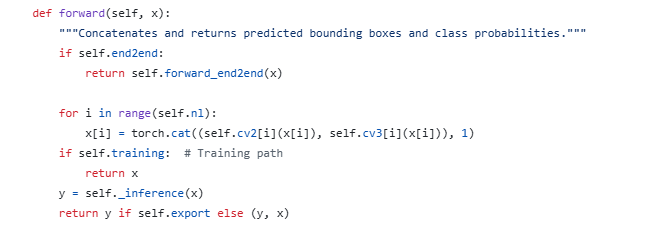 def forward(self, x):
    """Concatenates and returns predicted bounding boxes and class probabilities."""
    if self.end2end:
        return self.forward_end2end(x)

    for i in range(self.nl):
        x[i] = torch.cat((self.cv2[i](x[i]), self.cv3[i](x[i])), 1)
    if self.training:  # Training path
        return x
    y = self._inference(x)
    return y if self.export else (y, x)